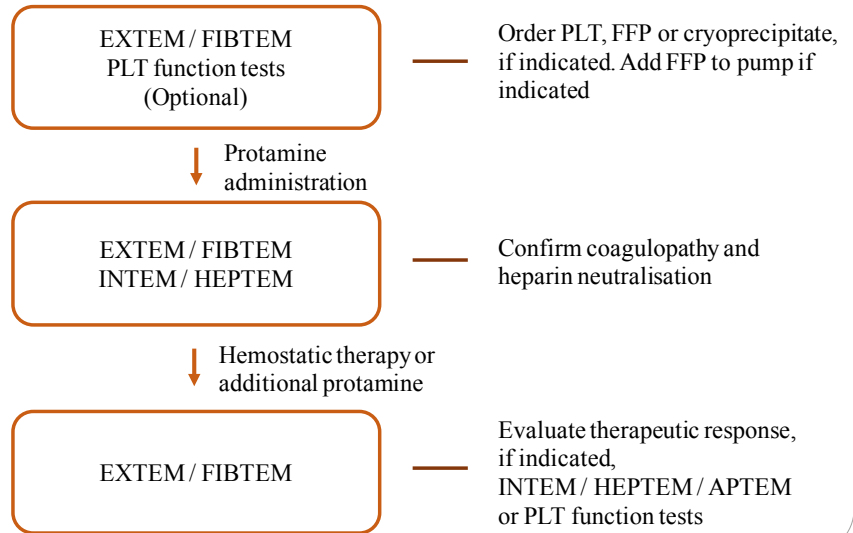 EXTEM / FIBTEM
PLT function tests
(Optional)
Order PLT, FFP or cryoprecipitate,
if indicated. Add FFP to pump if
indicated
Protamine
administration
EXTEM / FIBTEM
INTEM / HEPTEM
Confirm coagulopathy and
heparin neutralisation
Hemostatic therapy or
additional protamine
EXTEM / FIBTEM
Evaluate therapeutic response,
if indicated,
INTEM / HEPTEM / APTEM
or PLT function tests